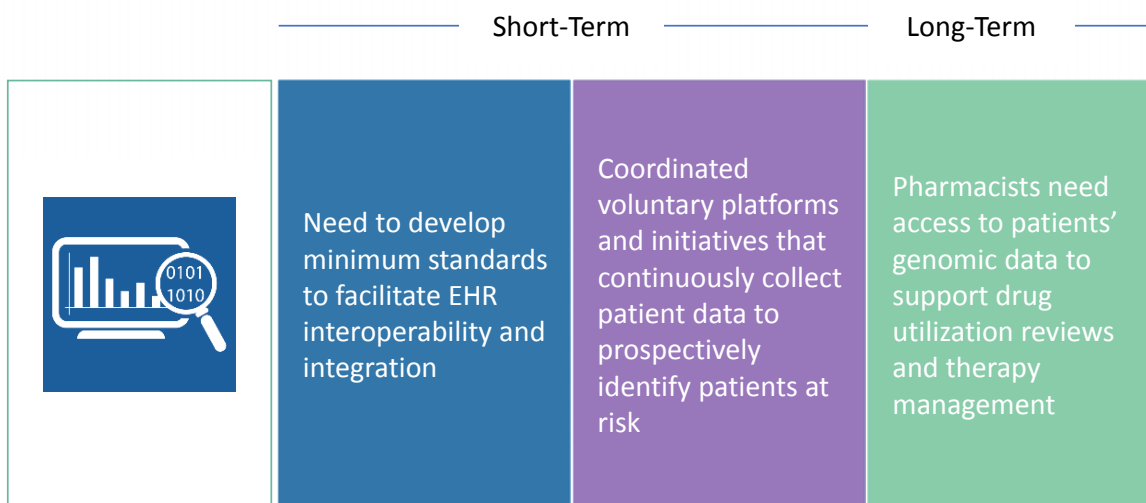 Short-Term
Long-Term
0101
1010
Need to develop
minimum standards
to facilitate EHR
interoperability and
integration
Coordinated
voluntary platforms
and initiatives that
continuously collect
patient data to
prospectively
identify patients at
risk
Pharmacists need
access to patients’
genomic data to
support drug
utilization reviews
and therapy
management